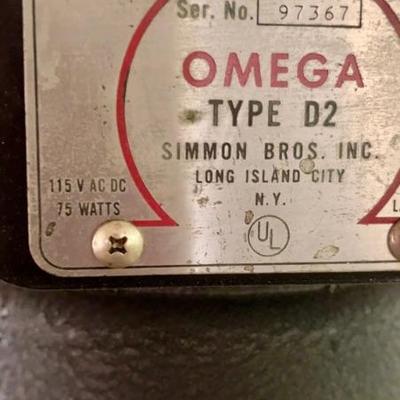 Ser. No. 97367
OMEGA
TYPE D2
SIMMON BROS. INC.
LONG ISLAND CITY
N.Y.
115 V AC DC
75 WATTS
UL